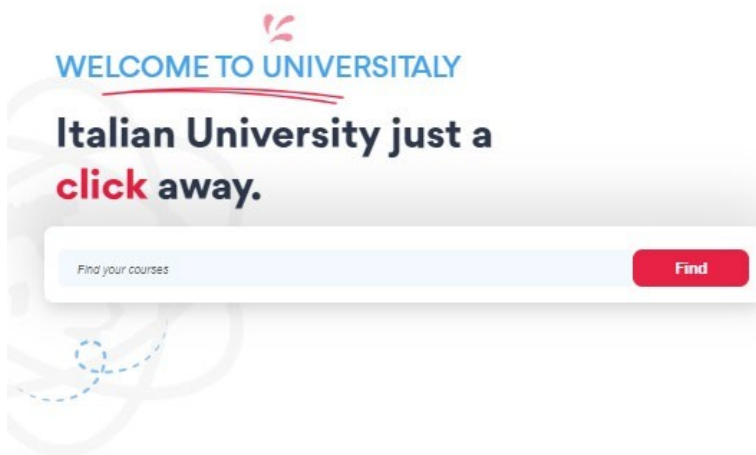 WELCOME TO UNIVERSITALY
Italian University just a
click away.
Find your courses
Find